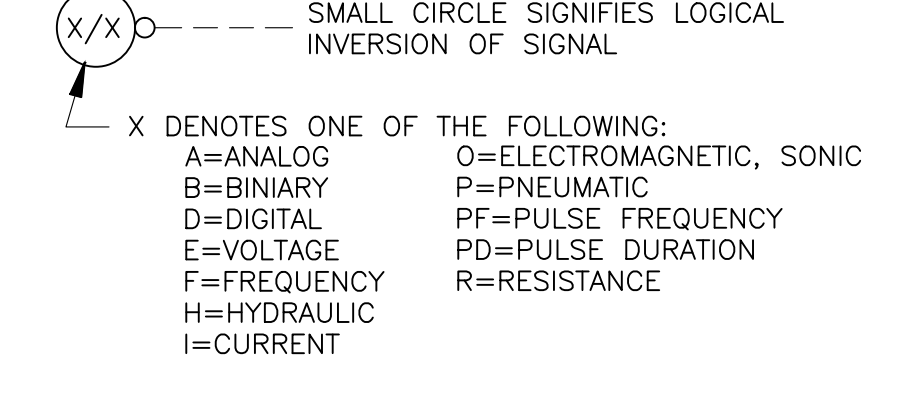 X/X
SMALL CIRCLE SIGNIFIES LOGICAL
INVERSION OF SIGNAL
X DENOTES ONE OF THE FOLLOWING:
A=ANALOG
B=BINIARY
D=DIGITAL
E=VOLTAGE
F=FREQUENCY
H=HYDRAULIC
I=CURRENT
O=ELECTROMAGNETIC, SONIC
P=PNEUMATIC
PF=PULSE FREQUENCY
PD=PULSE DURATION
R=RESISTANCE